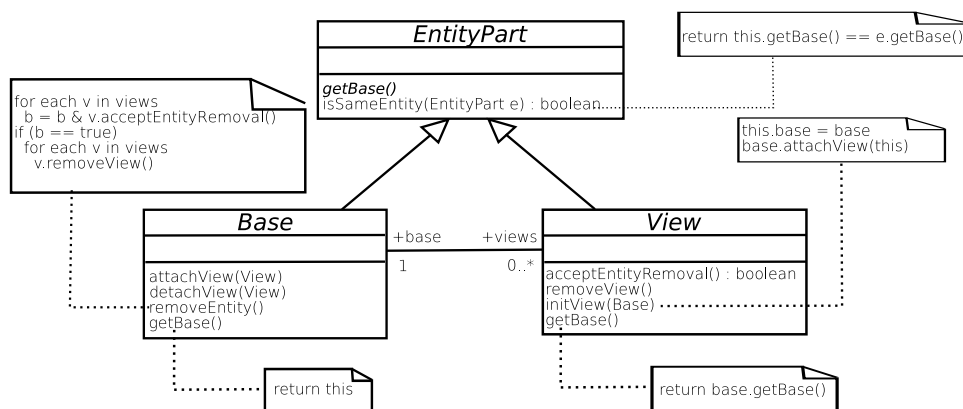 EntityPart
getBase()
isSameEntity(EntityPart e) : boolean
return this.getBase() == e.getBase()
for each v in views
b = b & v.acceptEntityRemoval()
if (b == true)
for each v in views
v.removeView()
this.base = base
base.attachView(this)
Base
attachView(View)
detachView(View)
removeEntity()
getBase()
+base
1
+views
0..*
View
acceptEntityRemoval() : boolean
removeView()
initView(Base)
getBase()
return this
return base.getBase()